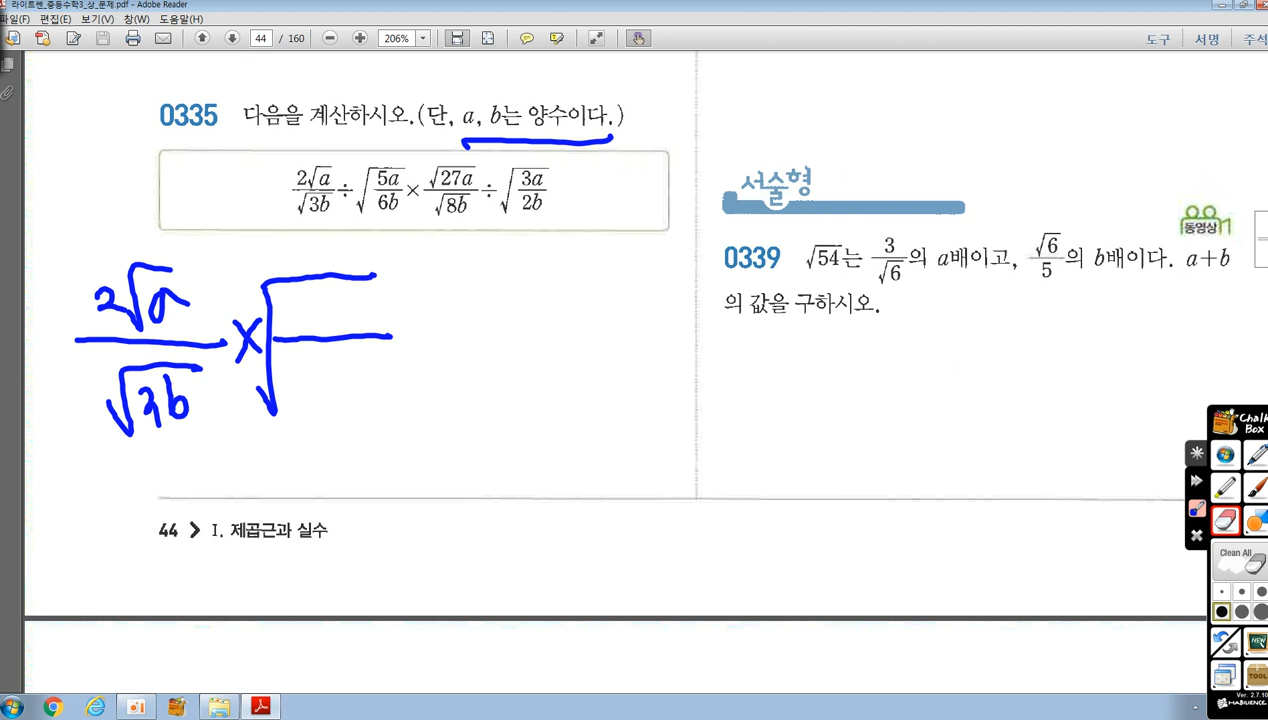 라이트쎈_중등수학3_상_문제.pdf - Adobe Reader
파일(F) 편집(E) 보기(V) 창(W) 도움말(H)
44 / 160 206% 도구 서명 주석
0335 다음을 계산하시오.(단, a, b는 양수이다.)
2√a/√3b ÷ √(5a/6b) × √27a/√8b ÷ √(3a/2b)
2√a/√3b × √
서술형
동영상
0339 √54는 3/√6의 a배이고, √6/5의 b배이다. a+b
의 값을 구하시오.
44 > I. 제곱근과 실수
Chalk
Box
Clean All
NEW
TOOL
Ver. 2.7.10
HABILIENCE